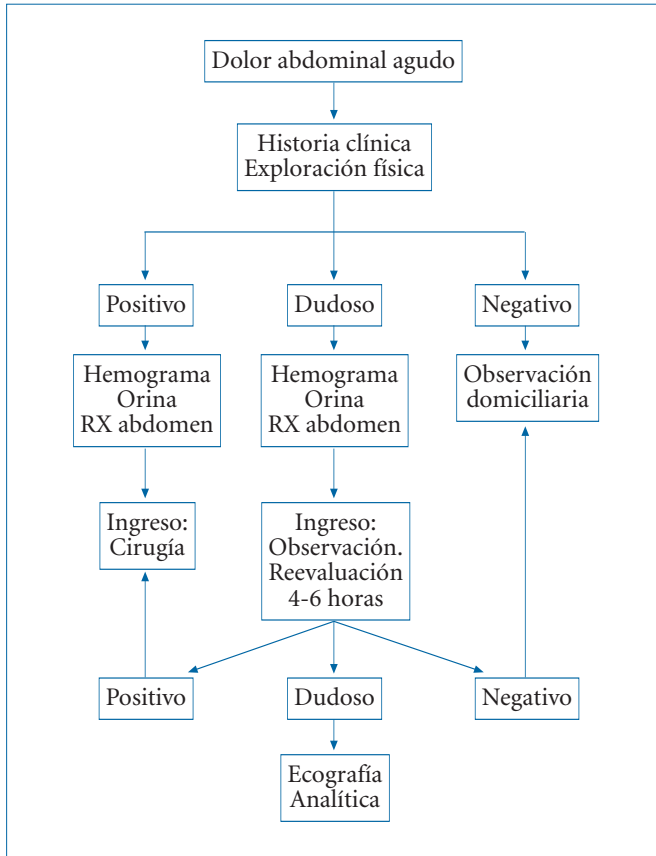 Dolor abdominal agudo
Historia clínica
Exploración física
Positivo
Dudoso
Negativo
Hemograma
Orina
RX abdomen
Hemograma
Orina
RX abdomen
Observación
domiciliaria
Ingreso:
Cirugía
Ingreso:
Observación.
Reevaluación
4-6 horas
Positivo
Dudoso
Negativo
Ecografía
Analítica